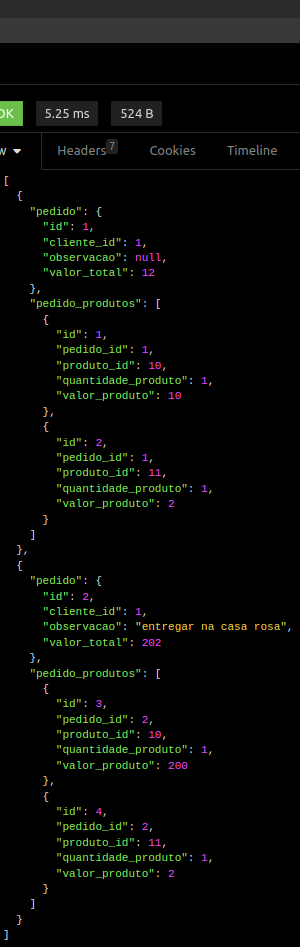 OK 5.25 ms 524 B
w Headers 7 Cookies Timeline
[
  {
    "pedido": {
      "id": 1,
      "cliente_id": 1,
      "observacao": null,
      "valor_total": 12
    },
    "pedido_produtos": [
      {
        "id": 1,
        "pedido_id": 1,
        "produto_id": 10,
        "quantidade_produto": 1,
        "valor_produto": 10
      },
      {
        "id": 2,
        "pedido_id": 1,
        "produto_id": 11,
        "quantidade_produto": 1,
        "valor_produto": 2
      }
    ]
  },
  {
    "pedido": {
      "id": 2,
      "cliente_id": 1,
      "observacao": "entregar na casa rosa",
      "valor_total": 202
    },
    "pedido_produtos": [
      {
        "id": 3,
        "pedido_id": 2,
        "produto_id": 10,
        "quantidade_produto": 1,
        "valor_produto": 200
      },
      {
        "id": 4,
        "pedido_id": 2,
        "produto_id": 11,
        "quantidade_produto": 1,
        "valor_produto": 2
      }
    ]
  }
]